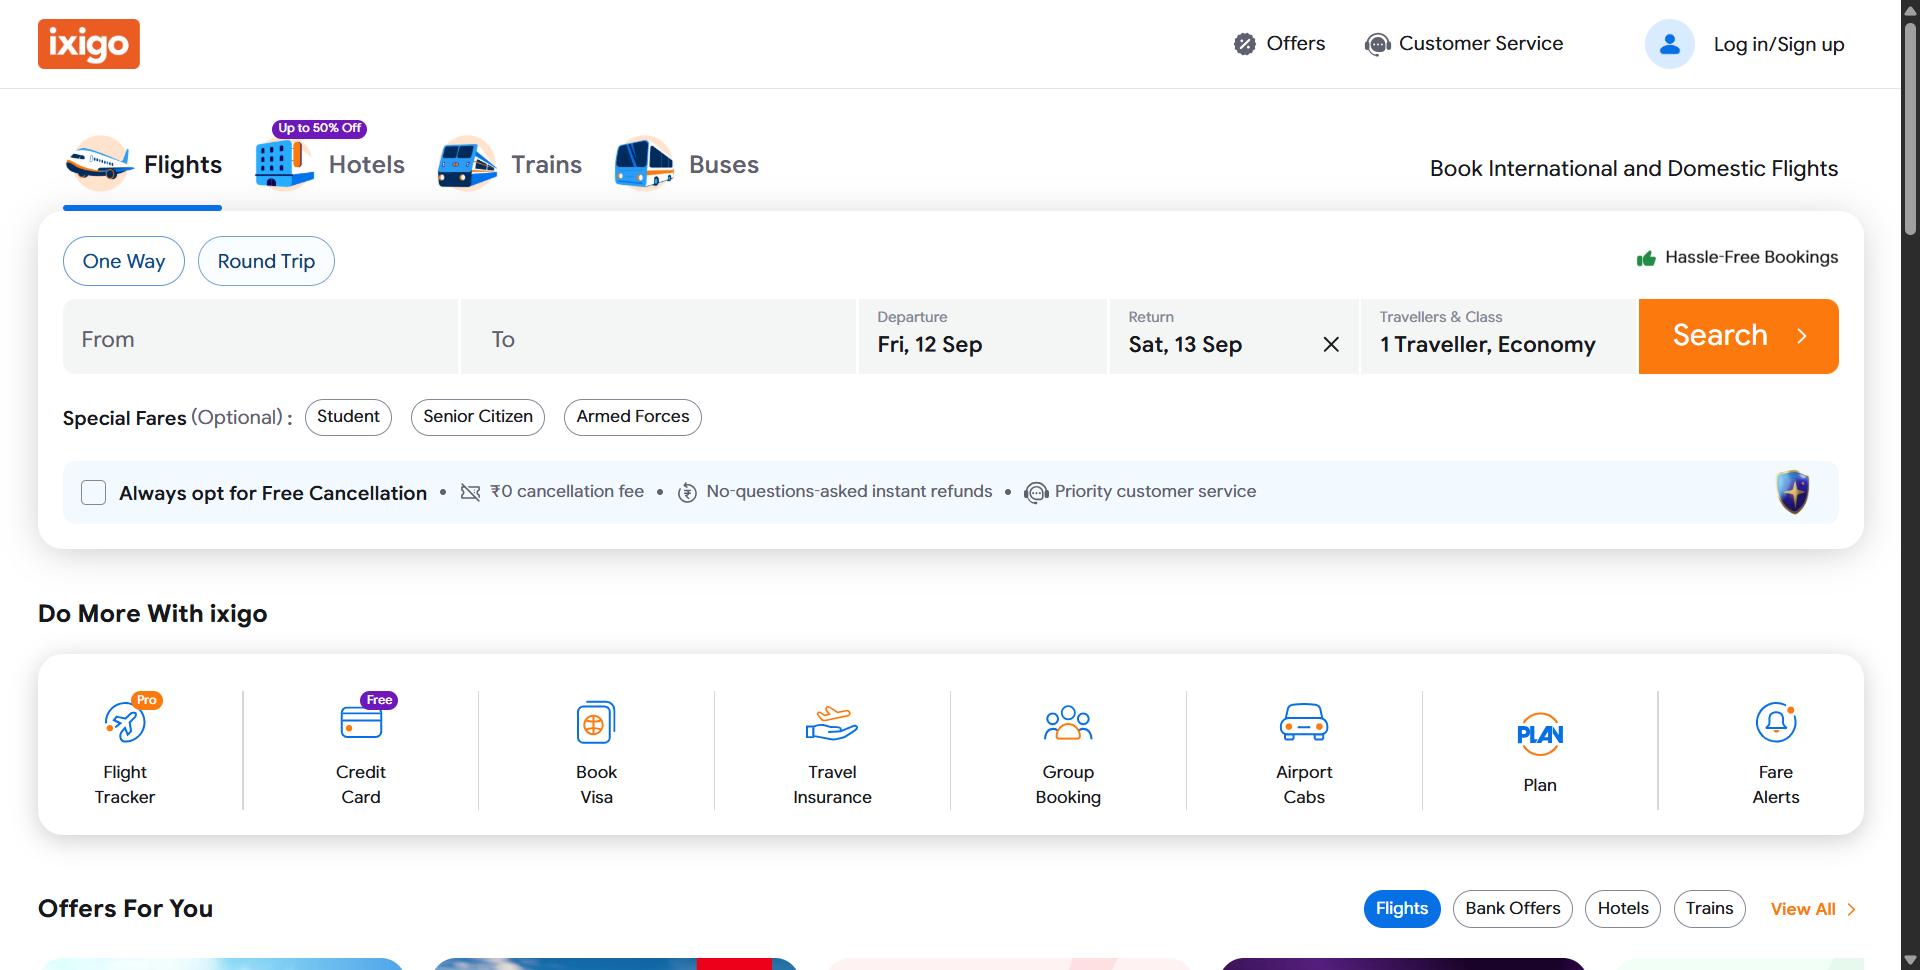 ixigo
Offers
Customer Service
Log in/Sign up
Flights
Up to 50% Off
Hotels
Trains
Buses
Book International and Domestic Flights
One Way
Round Trip
Hassle-Free Bookings
From
To
Departure
Fri, 12 Sep
Return
Sat, 13 Sep
Travellers & Class
1 Traveller, Economy
Search
Special Fares (Optional) :
Student
Senior Citizen
Armed Forces
Always opt for Free Cancellation • ₹0 cancellation fee • No-questions-asked instant refunds • Priority customer service
Do More With ixigo
Pro
Flight
Tracker
Free
Credit
Card
Book
Visa
Travel
Insurance
Group
Booking
Airport
Cabs
PLAN
Plan
Fare
Alerts
Offers For You
Flights
Bank Offers
Hotels
Trains
View All